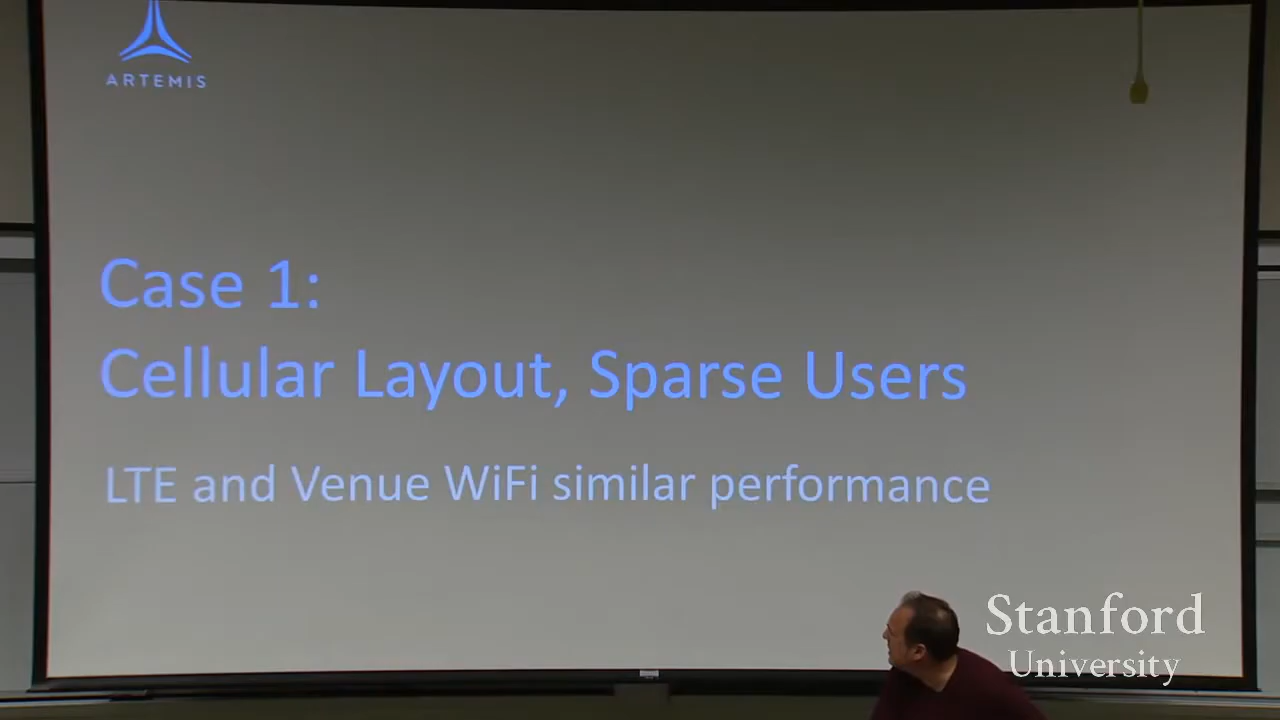 ARTEMIS
Case 1:
Cellular Layout, Sparse Users
LTE and Venue WiFi similar performance
Stanford
University